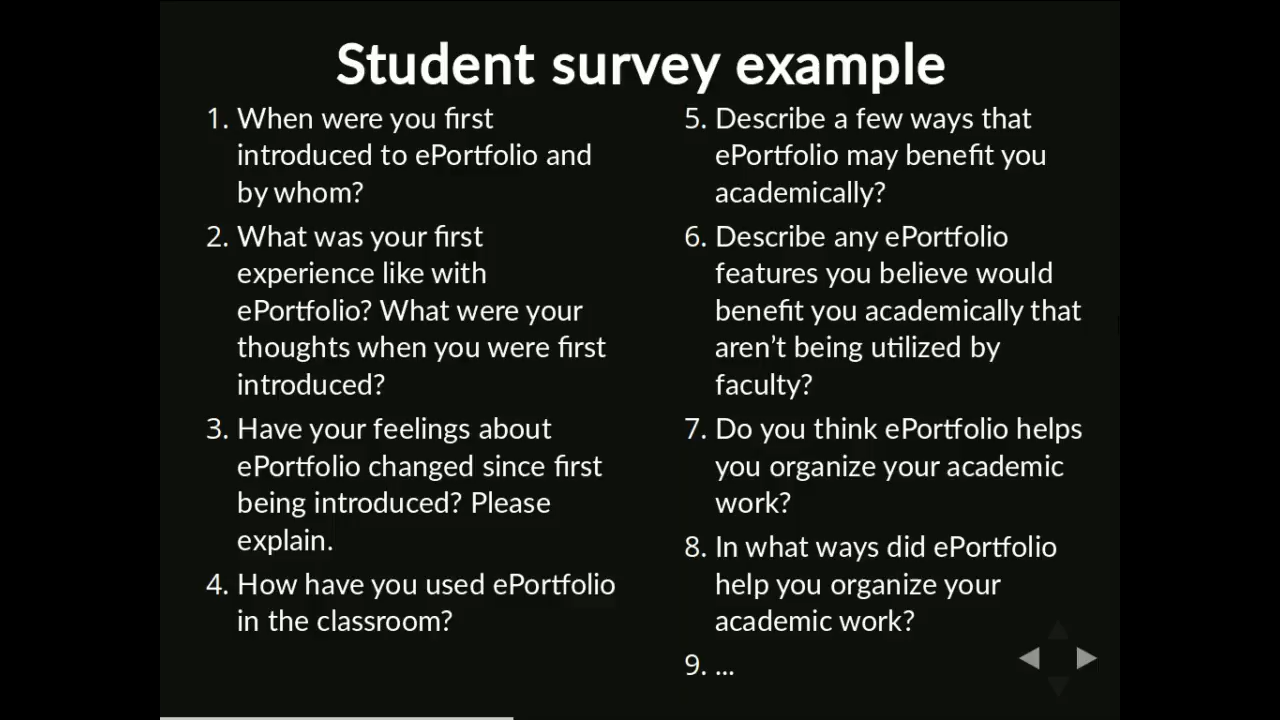 Student survey example
1. When were you first
introduced to ePortfolio and
by whom?
2. What was your first
experience like with
ePortfolio? What were your
thoughts when you were first
introduced?
3. Have your feelings about
ePortfolio changed since first
being introduced? Please
explain.
4. How have you used ePortfolio
in the classroom?
5. Describe a few ways that
ePortfolio may benefit you
academically?
6. Describe any ePortfolio
features you believe would
benefit you academically that
aren’t being utilized by
faculty?
7. Do you think ePortfolio helps
you organize your academic
work?
8. In what ways did ePortfolio
help you organize your
academic work?
9. ...